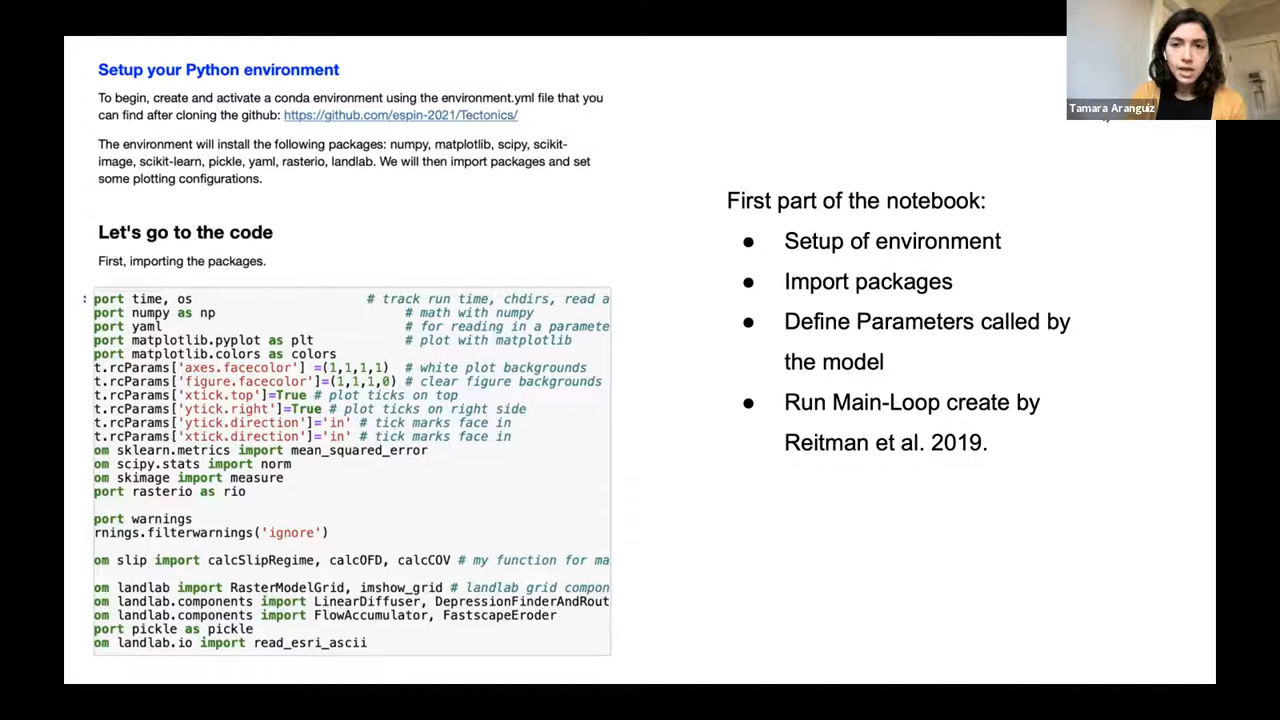 Setup your Python environment
To begin, create and activate a conda environment using the environment.yml file that you
can find after cloning the github: https://github.com/espin-2021/Tectonics/
The environment will install the following packages: numpy, matplotlib, scipy, scikit-
image, scikit-learn, pickle, yaml, rasterio, landlab. We will then import packages and set
some plotting configurations.
Let's go to the code
First, importing the packages.
: port time, os # track run time, chdirs, read a
port numpy as np # math with numpy
port yaml # for reading in a paramete
port matplotlib.pyplot as plt # plot with matplotlib
port matplotlib.colors as colors
t.rcParams['axes.facecolor'] =(1,1,1,1) # white plot backgrounds
t.rcParams['figure.facecolor']=(1,1,1,0) # clear figure backgrounds
t.rcParams['xtick.top']=True # plot ticks on top
t.rcParams['ytick.right']=True # plot ticks on right side
t.rcParams['ytick.direction']='in' # tick marks face in
t.rcParams['xtick.direction']='in' # tick marks face in
om sklearn.metrics import mean_squared_error
om scipy.stats import norm
om skimage import measure
port rasterio as rio
port warnings
rnings.filterwarnings('ignore')
om slip import calcSlipRegime, calcOFD, calcCOV # my function for ma
om landlab import RasterModelGrid, imshow_grid # landlab grid compon
om landlab.components import LinearDiffuser, DepressionFinderAndRout
om landlab.components import FlowAccumulator, FastscapeEroder
port pickle as pickle
om landlab.io import read_esri_ascii
First part of the notebook:
● Setup of environment
● Import packages
● Define Parameters called by
the model
● Run Main-Loop create by
Reitman et al. 2019.
Tamara Aranguiz